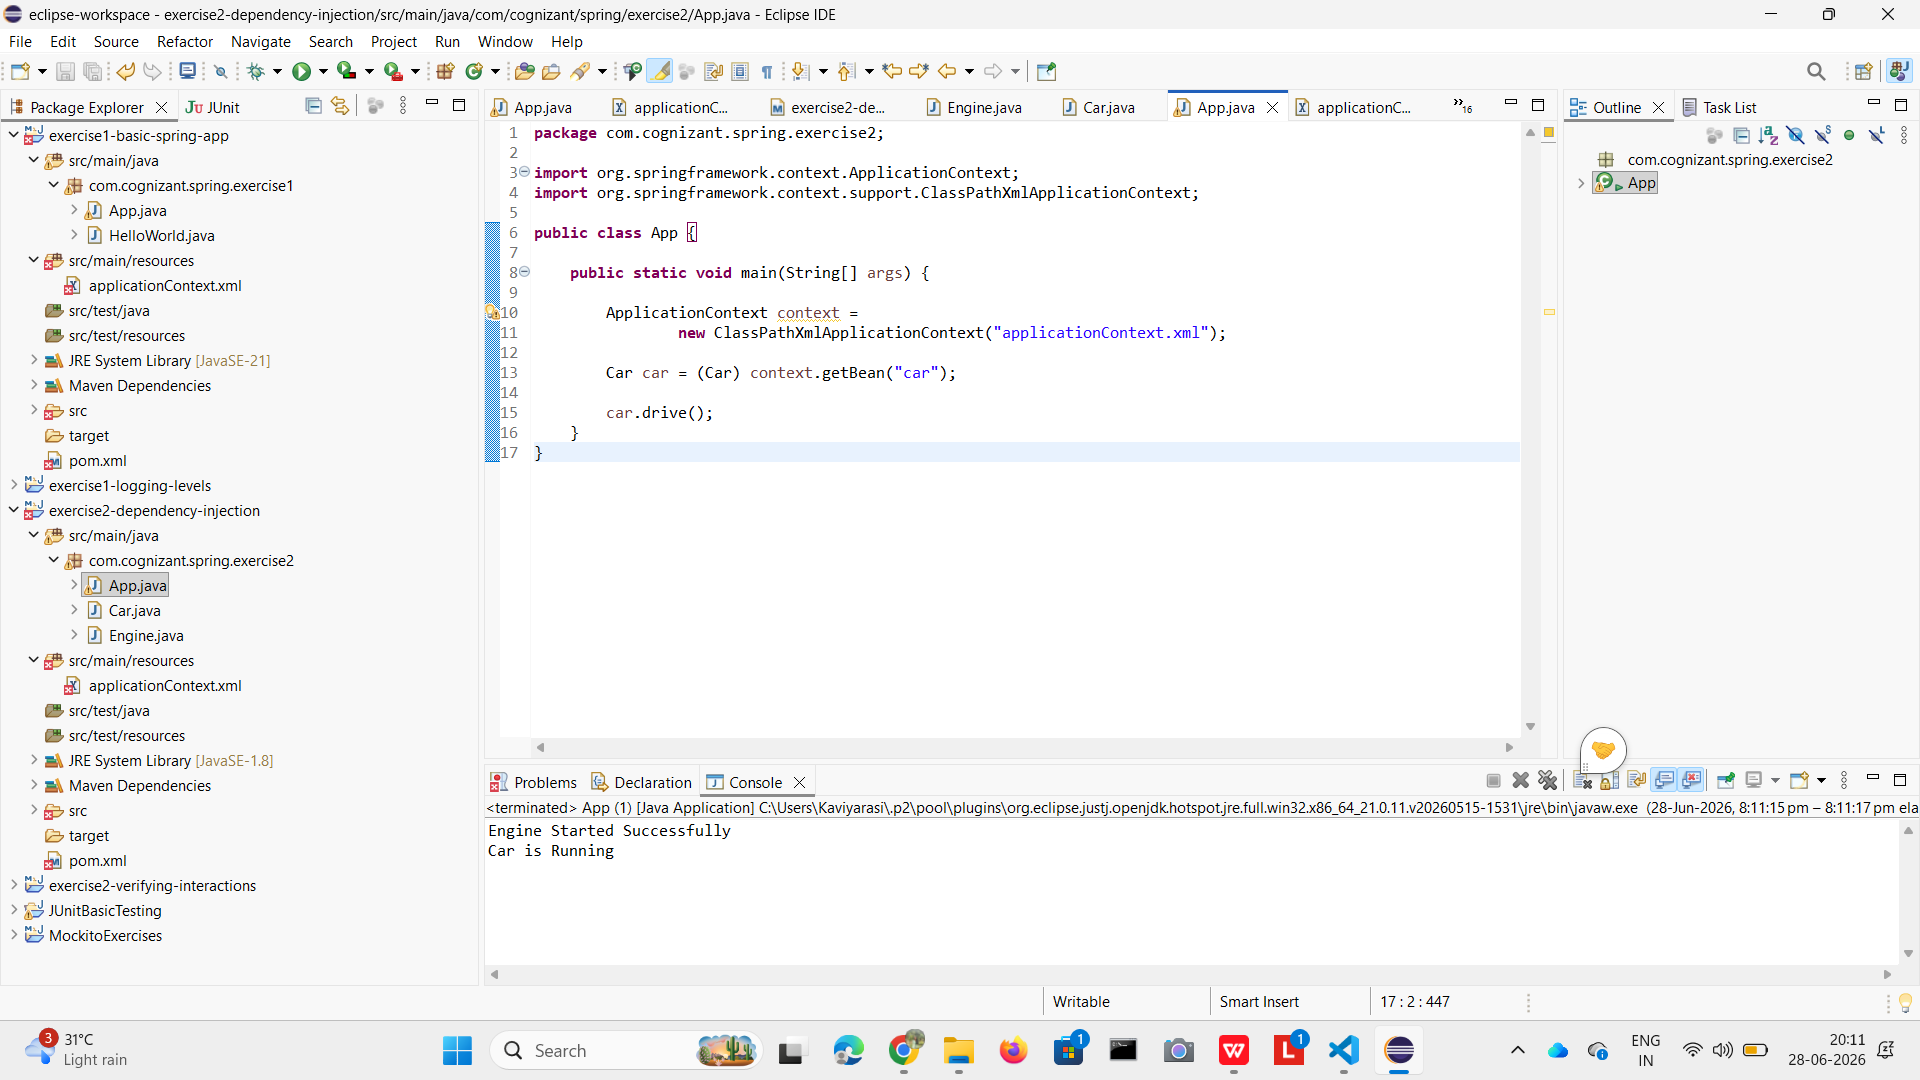 eclipse-workspace - exercise2-dependency-injection/src/main/java/com/cognizant/spring/exercise2/App.java - Eclipse IDE
File Edit Source Refactor Navigate Search Project Run Window Help
Package Explorer
JUnit
exercise1-basic-spring-app
src/main/java
com.cognizant.spring.exercise1
App.java
HelloWorld.java
src/main/resources
applicationContext.xml
src/test/java
src/test/resources
JRE System Library [JavaSE-21]
Maven Dependencies
src
target
pom.xml
exercise1-logging-levels
exercise2-dependency-injection
src/main/java
com.cognizant.spring.exercise2
App.java
Car.java
Engine.java
src/main/resources
applicationContext.xml
src/test/java
src/test/resources
JRE System Library [JavaSE-1.8]
Maven Dependencies
src
target
pom.xml
exercise2-verifying-interactions
JUnitBasicTesting
MockitoExercises
App.java applicationC... exercise2-de... Engine.java Car.java App.java applicationC... »16
1 package com.cognizant.spring.exercise2;
2
3 import org.springframework.context.ApplicationContext;
4 import org.springframework.context.support.ClassPathXmlApplicationContext;
5
6 public class App {
7
8 public static void main(String[] args) {
9
10 ApplicationContext context =
11 new ClassPathXmlApplicationContext("applicationContext.xml");
12
13 Car car = (Car) context.getBean("car");
14
15 car.drive();
16 }
17 }
Outline Task List
com.cognizant.spring.exercise2
App
Problems Declaration Console
<terminated> App (1) [Java Application] C:\Users\Kaviyarasi\.p2\pool\plugins\org.eclipse.justj.openjdk.hotspot.jre.full.win32.x86_64_21.0.11.v20260515-1531\jre\bin\javaw.exe (28-Jun-2026, 8:11:15 pm – 8:11:17 pm ela
Engine Started Successfully
Car is Running
Writable Smart Insert 17 : 2 : 447
3
31°C
Light rain
Search
1
1
ENG
IN
20:11
28-06-2026